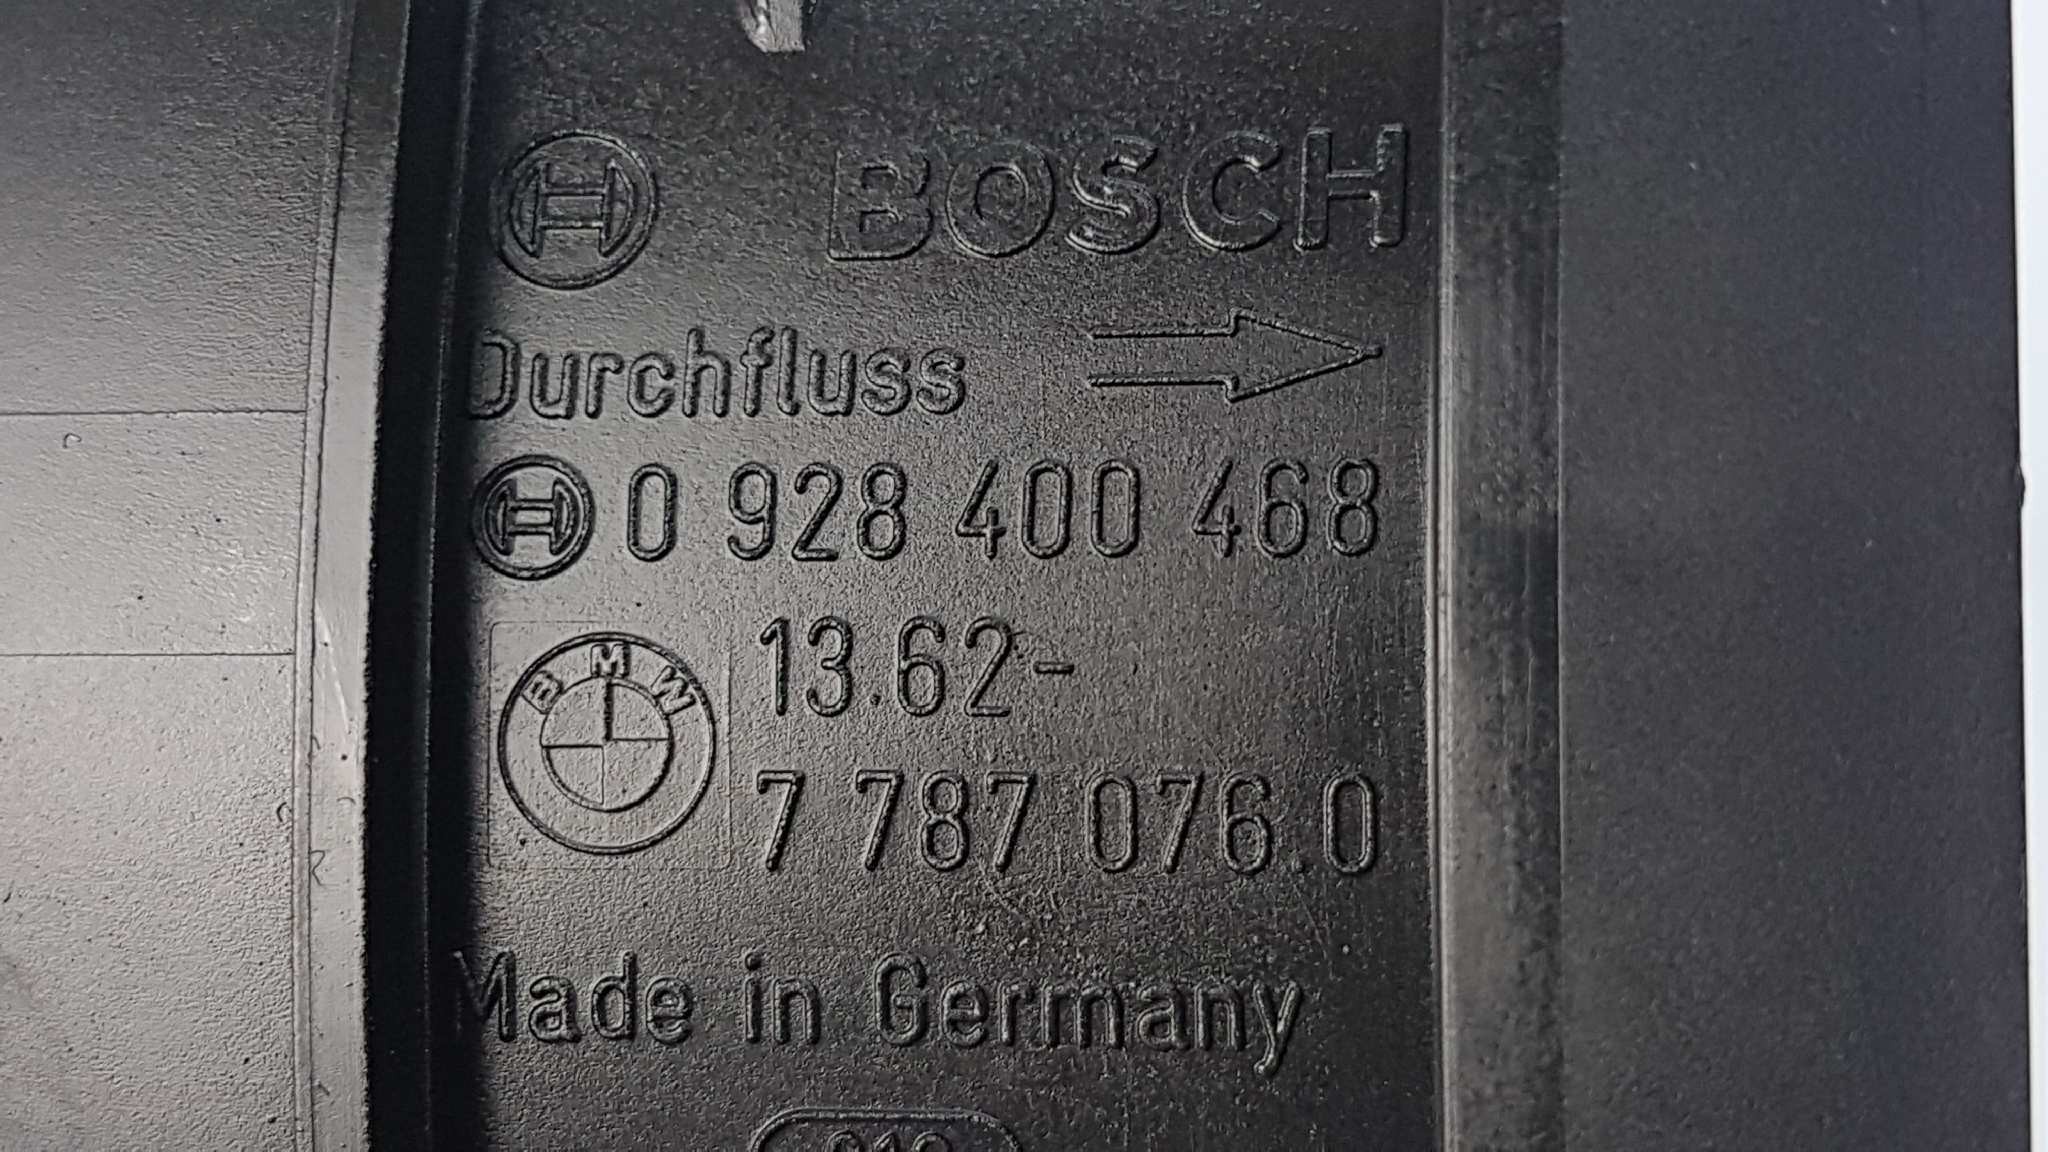 BOSCH
Durchfluss
0 928 400 468
BMW
13.62-
7 787 076.0
Made in Germany